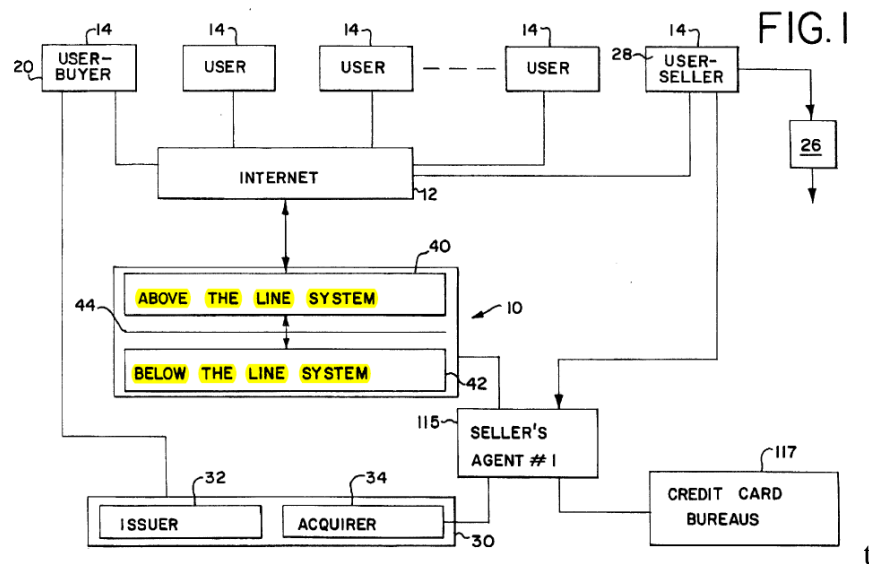 FIG.1
14 14 14 14 14
20 USER-BUYER
USER
USER
USER
28 USER-SELLER
26
INTERNET
12
40
ABOVE THE LINE SYSTEM
44
10
BELOW THE LINE SYSTEM
42
115
SELLER'S
AGENT #1
117
CREDIT CARD
BUREAUS
32
34
ISSUER
ACQUIRER
30
t